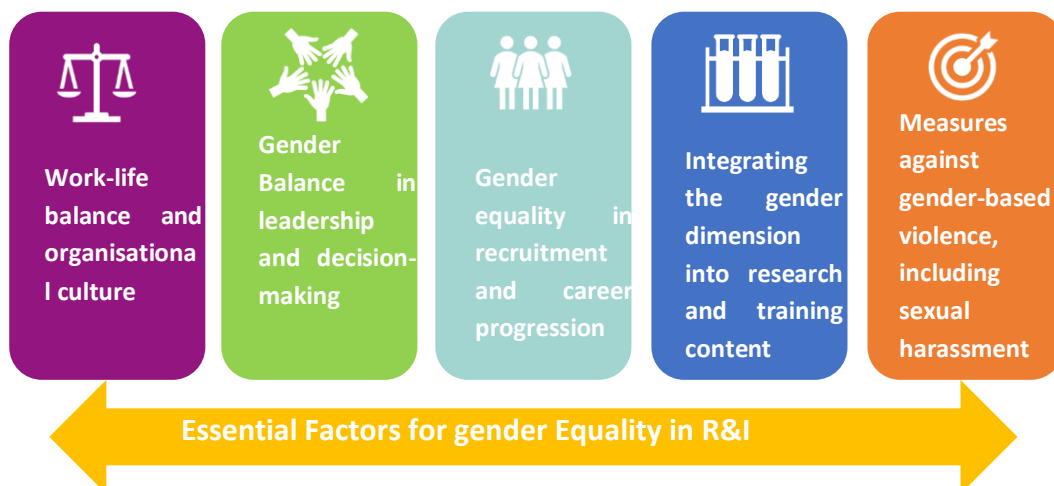 Work-life
balance and
organisationa
l culture
Gender
Balance in
leadership
and decision-
making
Gender
equality in
recruitment
and career
progression
Integrating
the gender
dimension
into research
and training
content
Measures
against
gender-based
violence,
including
sexual
harassment
Essential Factors for gender Equality in R&I